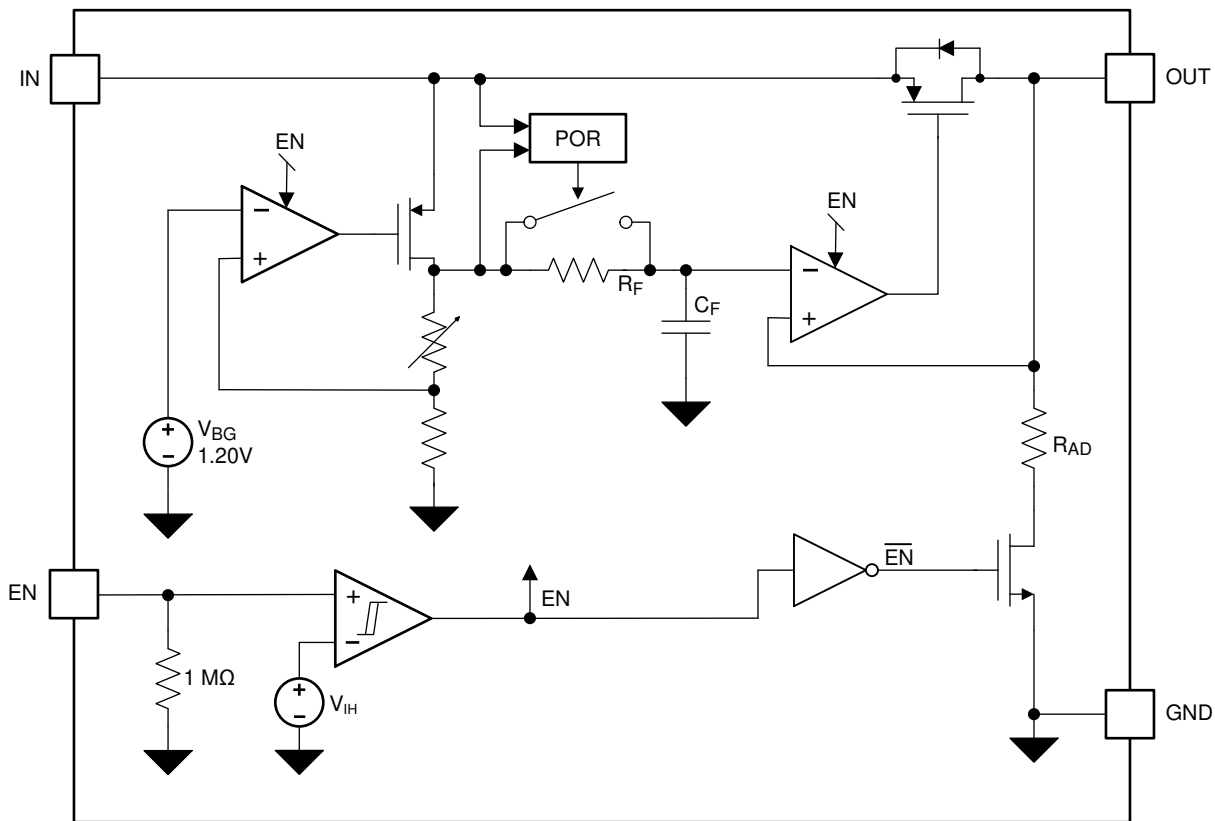 IN
OUT
POR
EN
EN
−
+
R_F
C_F
−
+
+
−
V_BG
1.20V
R_AD
EN
+
−
EN
E̅N̅
1 MΩ
+
−
V_IH
GND